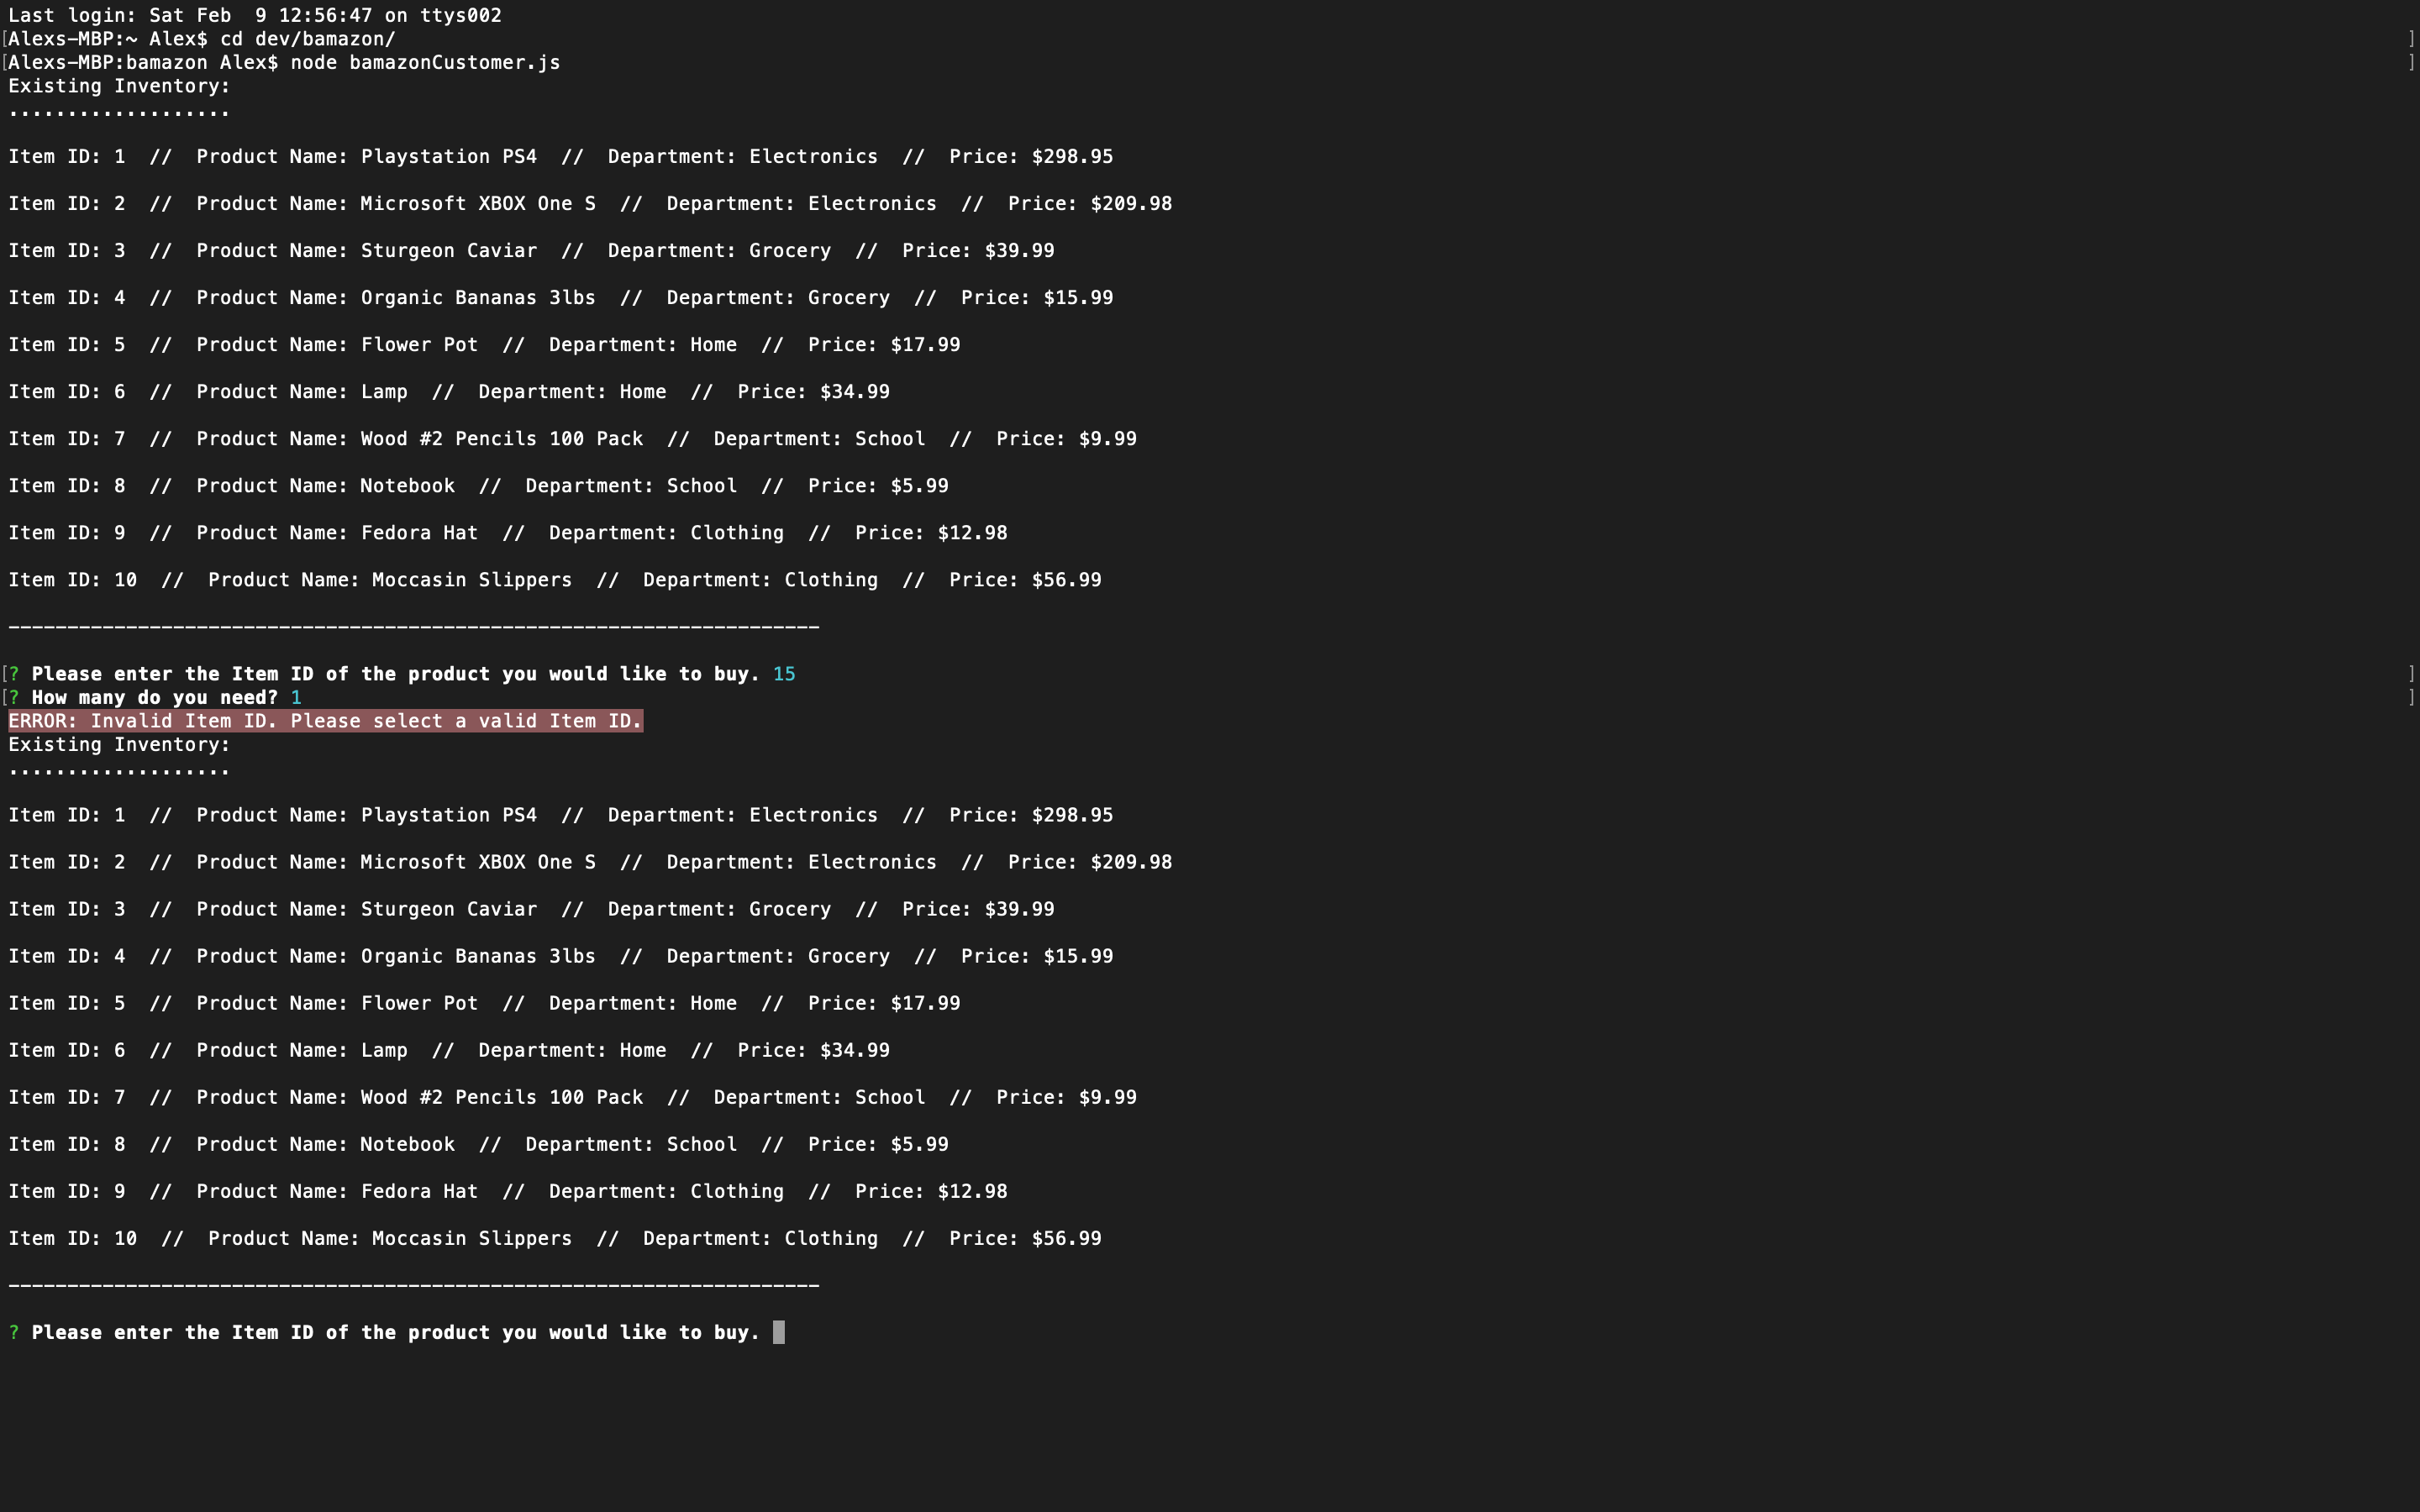 Last login: Sat Feb  9 12:56:47 on ttys002
[Alexs-MBP:~ Alex$ cd dev/bamazon/ ]
[Alexs-MBP:bamazon Alex$ node bamazonCustomer.js ]
Existing Inventory:
...................
Item ID: 1  //  Product Name: Playstation PS4  //  Department: Electronics  //  Price: $298.95
Item ID: 2  //  Product Name: Microsoft XBOX One S  //  Department: Electronics  //  Price: $209.98
Item ID: 3  //  Product Name: Sturgeon Caviar  //  Department: Grocery  //  Price: $39.99
Item ID: 4  //  Product Name: Organic Bananas 3lbs  //  Department: Grocery  //  Price: $15.99
Item ID: 5  //  Product Name: Flower Pot  //  Department: Home  //  Price: $17.99
Item ID: 6  //  Product Name: Lamp  //  Department: Home  //  Price: $34.99
Item ID: 7  //  Product Name: Wood #2 Pencils 100 Pack  //  Department: School  //  Price: $9.99
Item ID: 8  //  Product Name: Notebook  //  Department: School  //  Price: $5.99
Item ID: 9  //  Product Name: Fedora Hat  //  Department: Clothing  //  Price: $12.98
Item ID: 10  //  Product Name: Moccasin Slippers  //  Department: Clothing  //  Price: $56.99
---------------------------------------------------------------------
[? Please enter the Item ID of the product you would like to buy. 15 ]
[? How many do you need? 1 ]
ERROR: Invalid Item ID. Please select a valid Item ID.
Existing Inventory:
...................
Item ID: 1  //  Product Name: Playstation PS4  //  Department: Electronics  //  Price: $298.95
Item ID: 2  //  Product Name: Microsoft XBOX One S  //  Department: Electronics  //  Price: $209.98
Item ID: 3  //  Product Name: Sturgeon Caviar  //  Department: Grocery  //  Price: $39.99
Item ID: 4  //  Product Name: Organic Bananas 3lbs  //  Department: Grocery  //  Price: $15.99
Item ID: 5  //  Product Name: Flower Pot  //  Department: Home  //  Price: $17.99
Item ID: 6  //  Product Name: Lamp  //  Department: Home  //  Price: $34.99
Item ID: 7  //  Product Name: Wood #2 Pencils 100 Pack  //  Department: School  //  Price: $9.99
Item ID: 8  //  Product Name: Notebook  //  Department: School  //  Price: $5.99
Item ID: 9  //  Product Name: Fedora Hat  //  Department: Clothing  //  Price: $12.98
Item ID: 10  //  Product Name: Moccasin Slippers  //  Department: Clothing  //  Price: $56.99
---------------------------------------------------------------------
? Please enter the Item ID of the product you would like to buy.